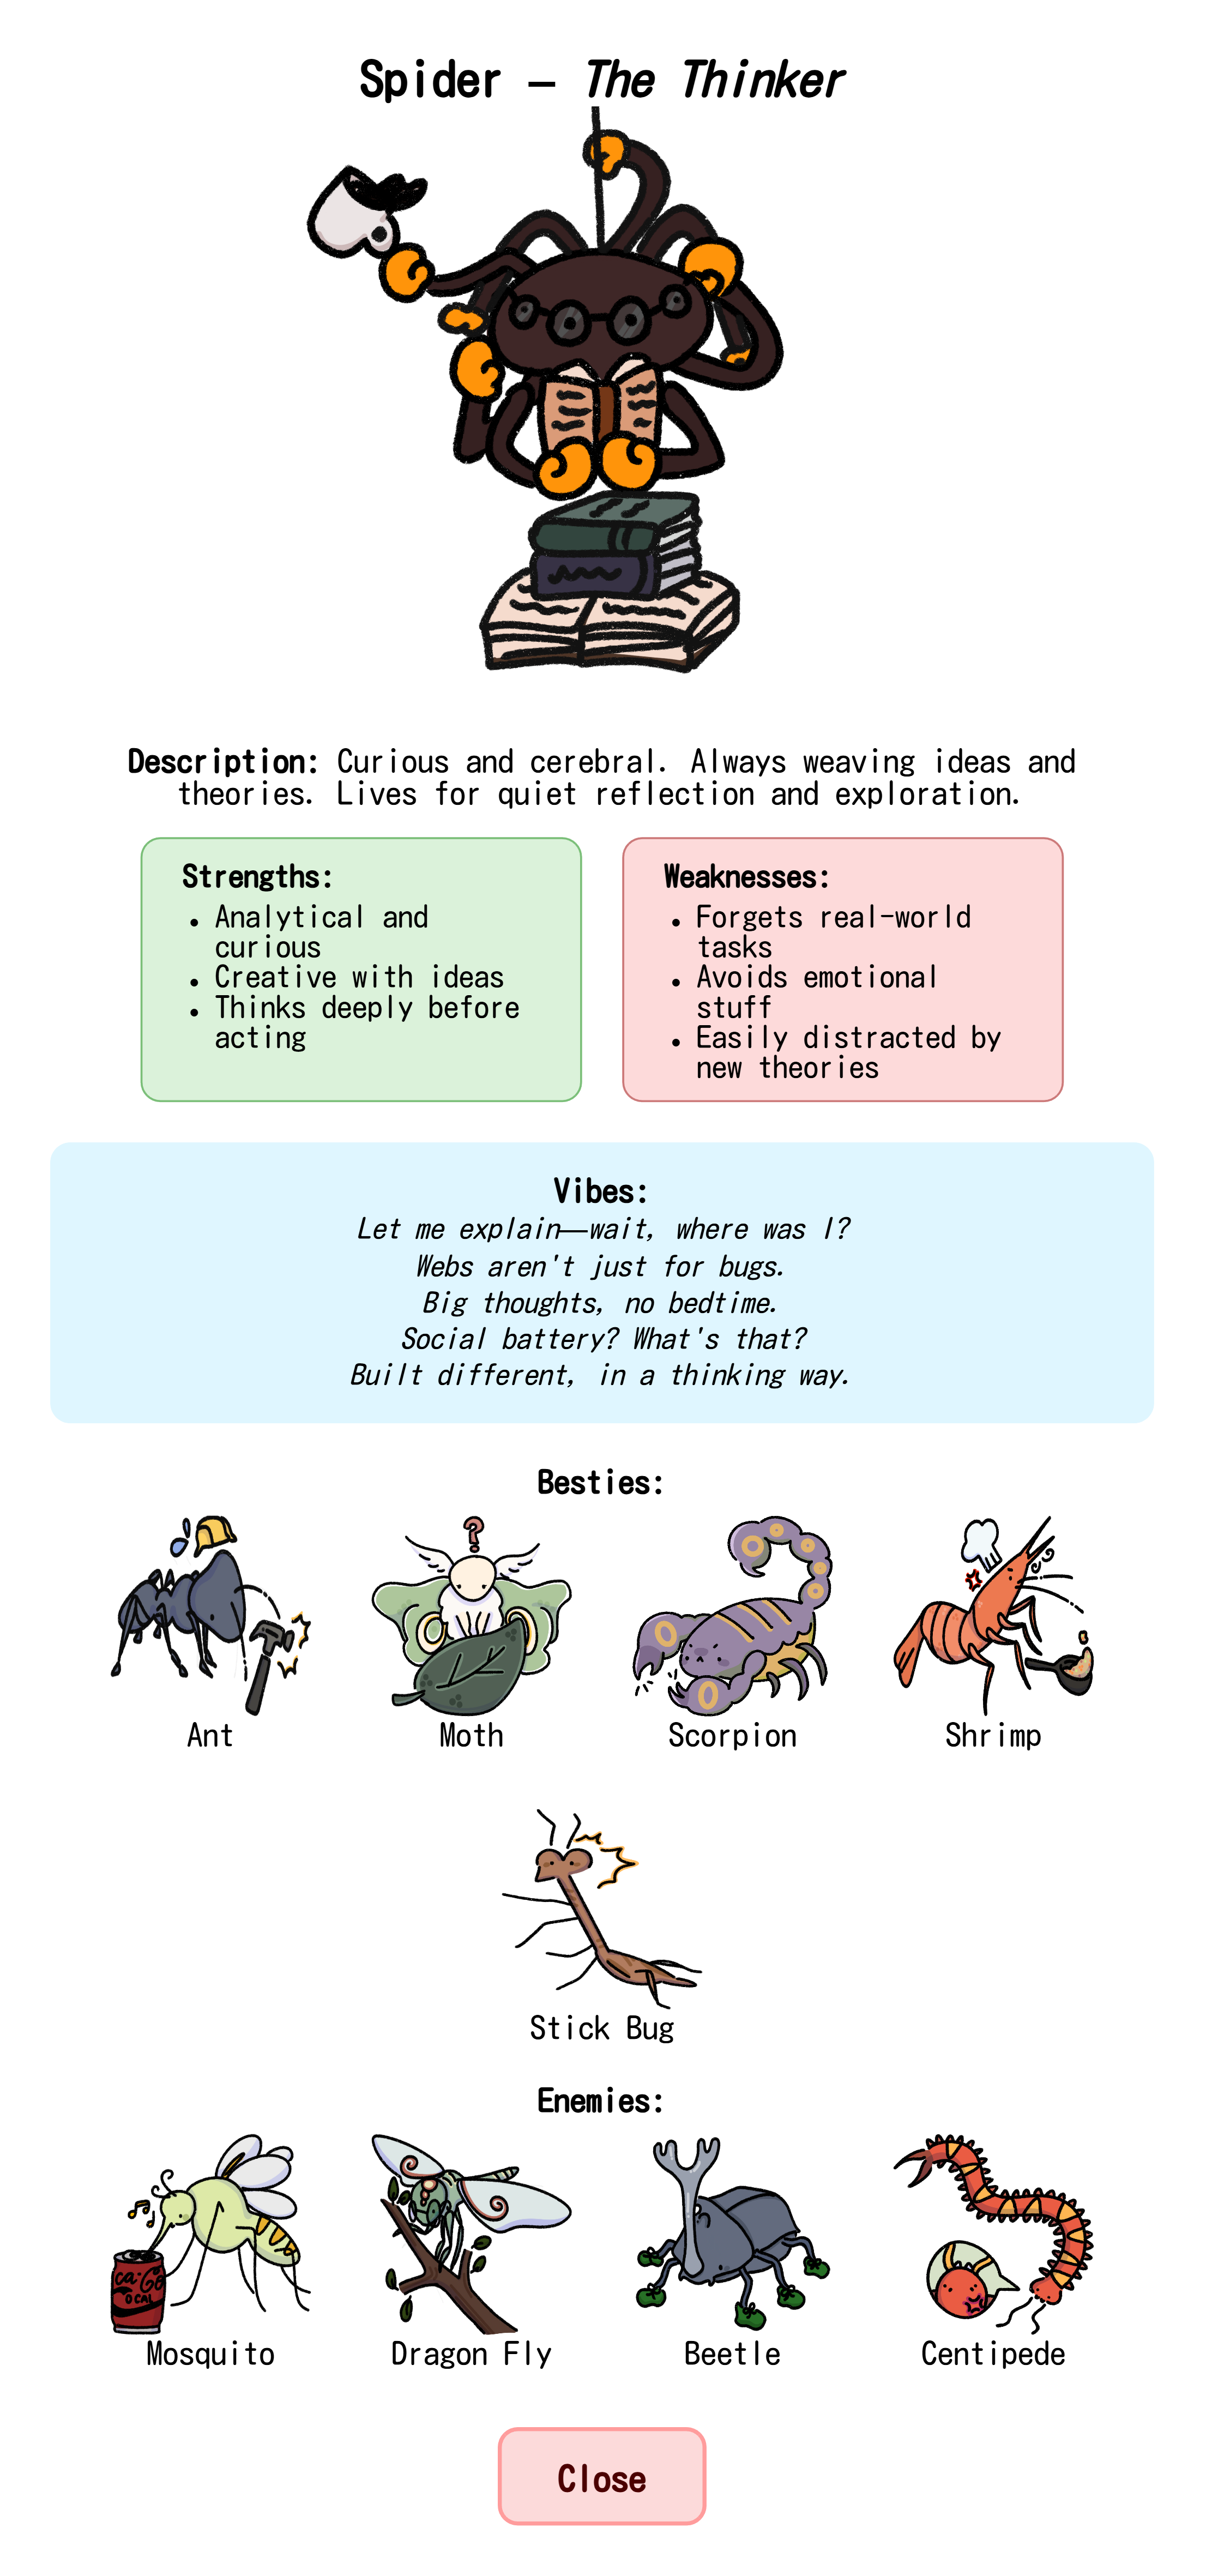 Spider – The Thinker
Description: Curious and cerebral. Always weaving ideas and
theories. Lives for quiet reflection and exploration.
Strengths:
• Analytical and
curious
• Creative with ideas
• Thinks deeply before
acting
Weaknesses:
• Forgets real-world
tasks
• Avoids emotional
stuff
• Easily distracted by
new theories
Vibes:
Let me explain—wait, where was I?
Webs aren't just for bugs.
Big thoughts, no bedtime.
Social battery? What's that?
Built different, in a thinking way.
Besties:
?
Ant
Moth
Scorpion
Shrimp
Stick Bug
Enemies:
0 CAL
Mosquito
Dragon Fly
Beetle
Centipede
Close